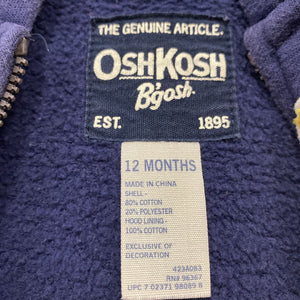 THE GENUINE ARTICLE.
OSHKOSH
B'gosh
EST. 1895
12 MONTHS
MADE IN CHINA
SHELL -
80% COTTON
20% POLYESTER
HOOD LINING -
100% COTTON
EXCLUSIVE OF
DECORATION
423A083
RN# 96367
UPC 7 02371 98089 8